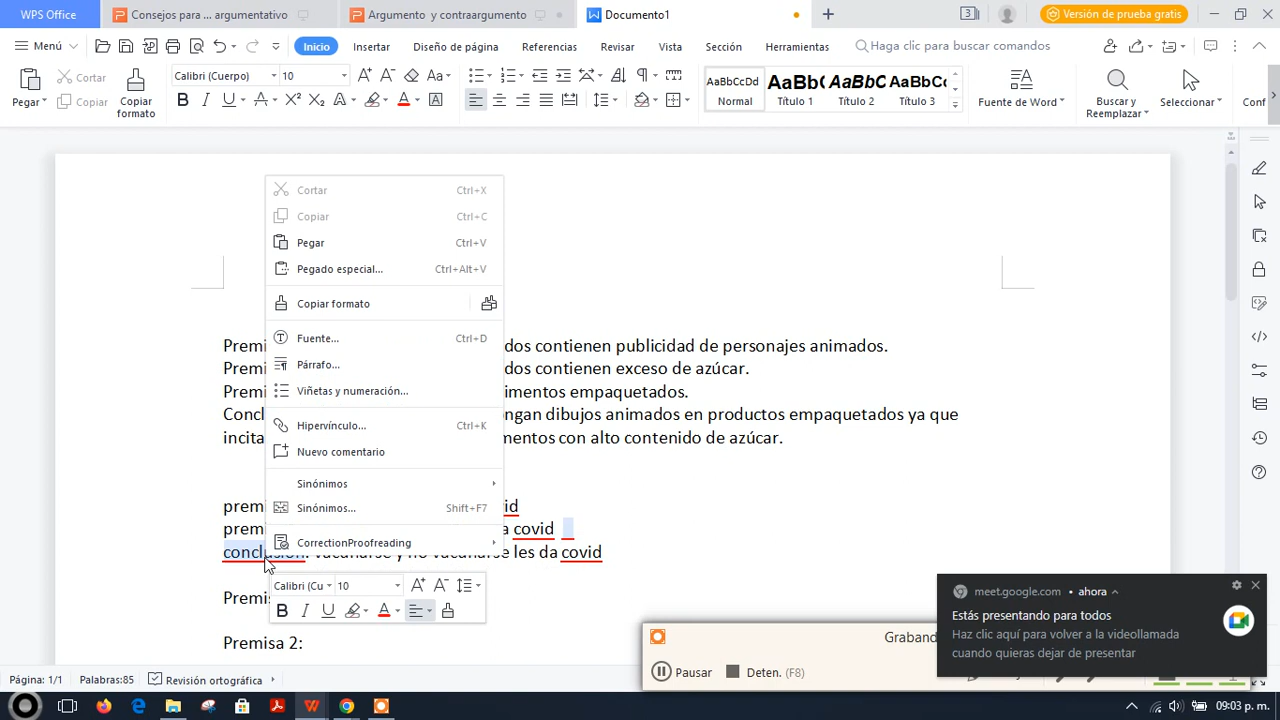 WPS Office
Consejos para ... argumentativo
Argumento y contraargumento
Documento1
Versión de prueba gratis
Menú
Inicio
Insertar
Diseño de página
Referencias
Revisar
Vista
Sección
Herramientas
Haga clic para buscar comandos
Pegar
Cortar
Copiar
Copiar formato
Calibri (Cuerpo)
10
AaBbCcDd
Normal
AaBb(
Título 1
AaBbC
Título 2
AaBbCc
Título 3
Fuente de Word
Buscar y Reemplazar
Seleccionar
Conf
Cortar Ctrl+X
Copiar Ctrl+C
Pegar Ctrl+V
Pegado especial... Ctrl+Alt+V
Copiar formato
Fuente... Ctrl+D
Párrafo...
Viñetas y numeración...
Hipervínculo... Ctrl+K
Nuevo comentario
Sinónimos
Sinónimos... Shift+F7
CorrectionProofreading
Premi dos contienen publicidad de personajes animados.
Premi dos contienen exceso de azúcar.
Premi imentos empaquetados.
Concl ngan dibujos animados en productos empaquetados ya que
incita mentos con alto contenido de azúcar.
premi vid
premi a covid
conclusión: vacunarse y no vacunarse les da covid
Calibri (Cu 10
Premis
Premisa 2:
meet.google.com • ahora
Estás presentando para todos
Haz clic aquí para volver a la videollamada
cuando quieras dejar de presentar
Graband
Pausar
Deten. (F8)
Página: 1/1
Palabras:85
Revisión ortográfica
09:03 p. m.